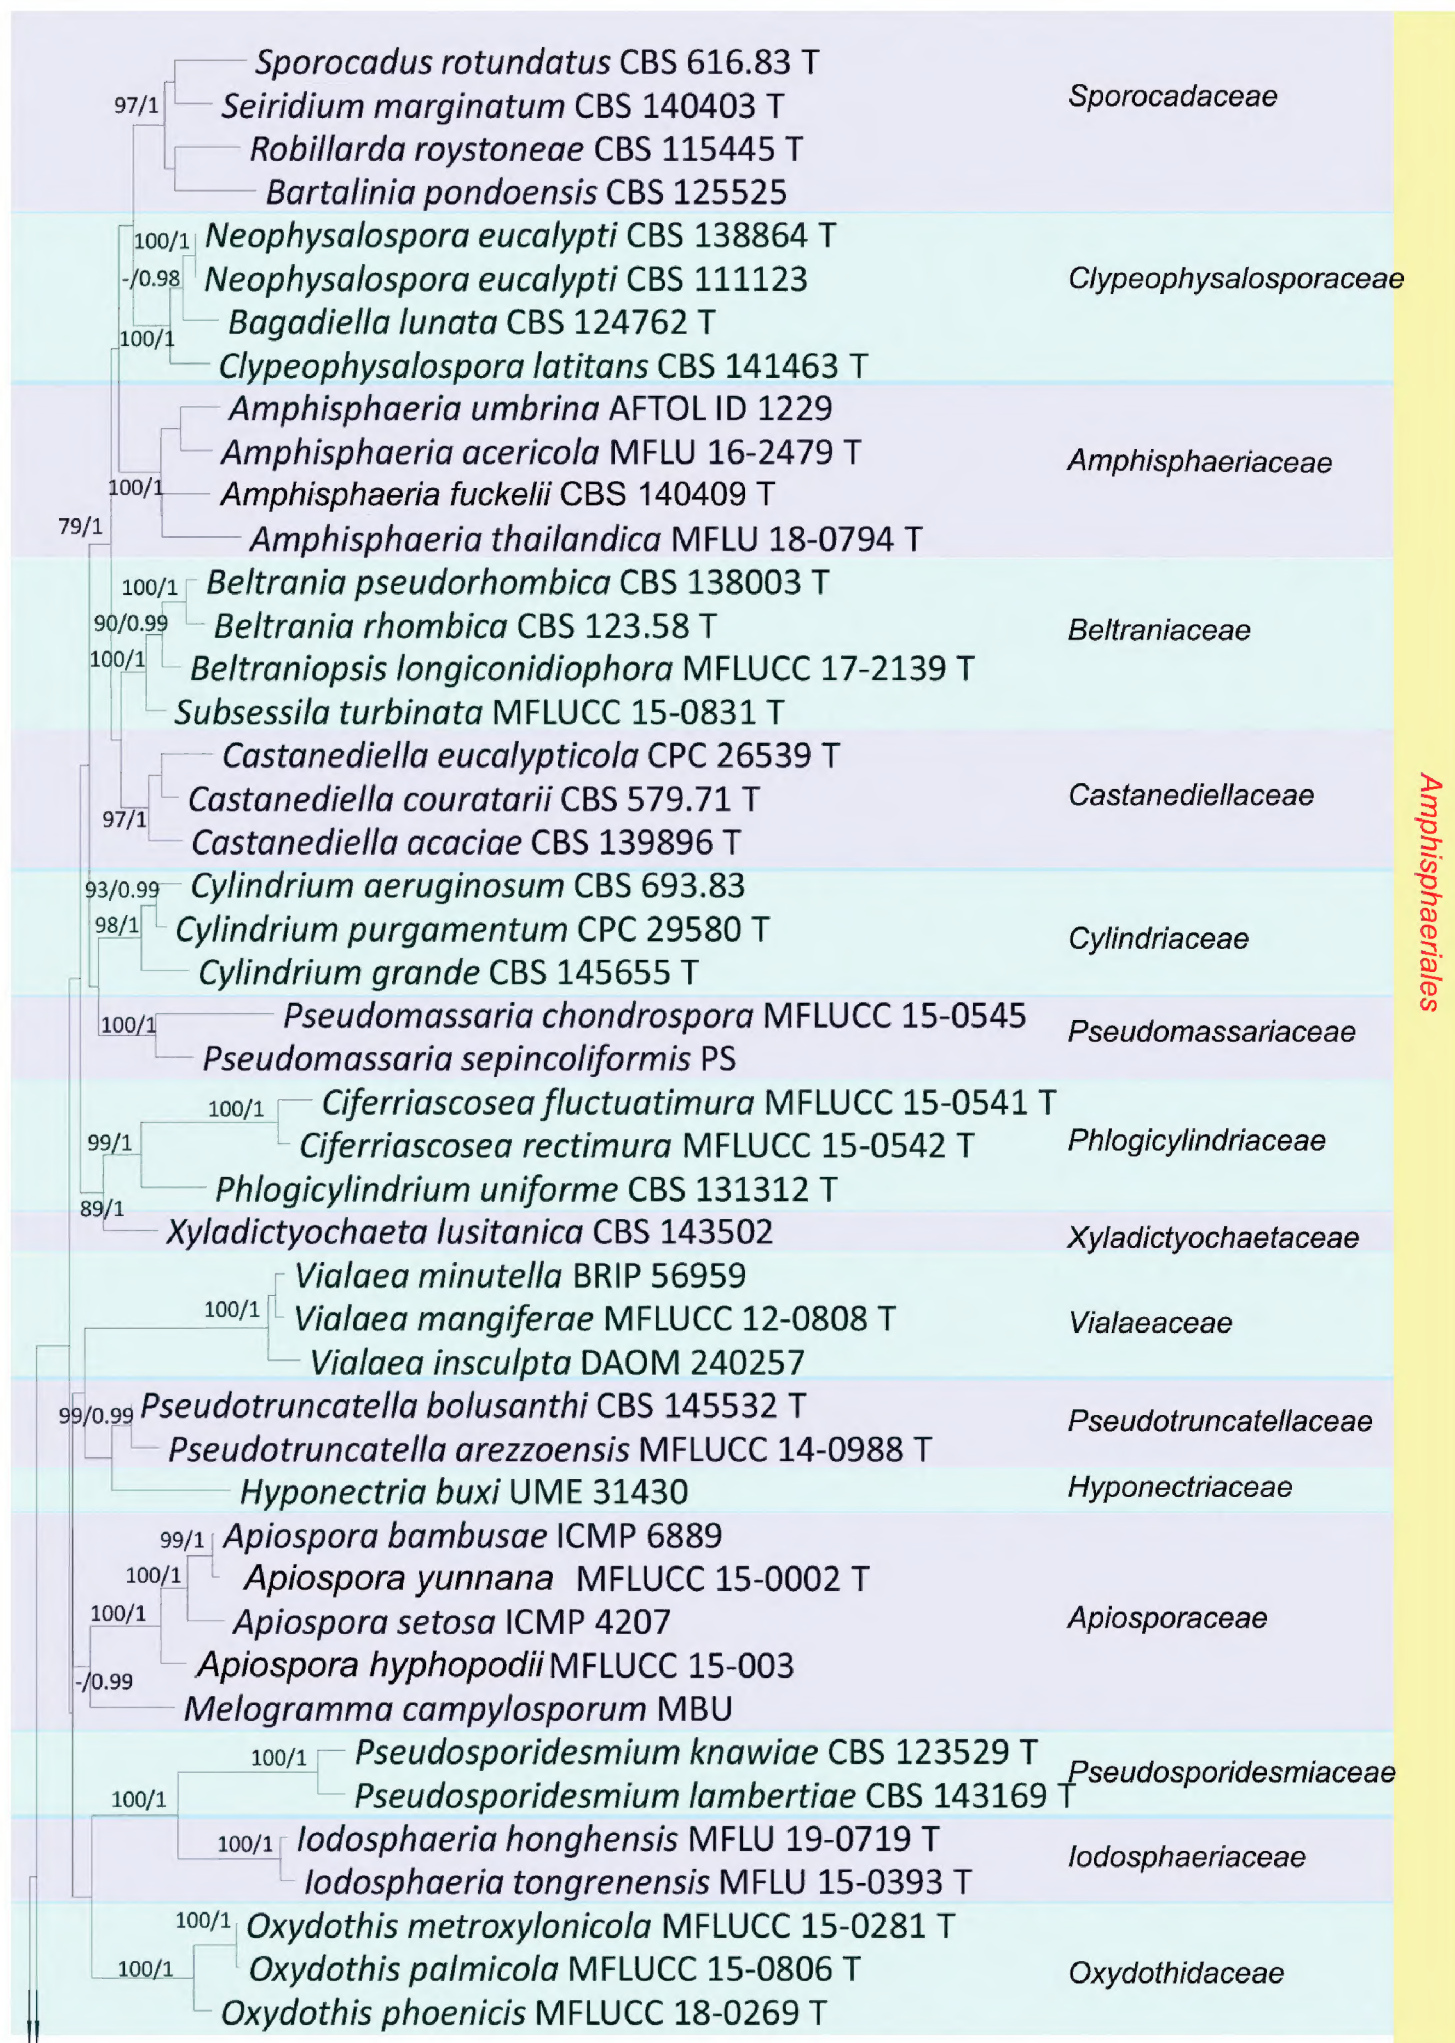 Sporocadus rotundatus CBS 616.83 T
97/1
Seiridium marginatum CBS 140403 T
Sporocadaceae
Robillarda roystoneae CBS 115445 T
Bartalinia pondoensis CBS 125525
100/1
Neophysalospora eucalypti CBS 138864 T
-/0.98
Neophysalospora eucalypti CBS 111123
Clypeophysalosporaceae
Bagadiella lunata CBS 124762 T
100/1
Clypeophysalospora latitans CBS 141463 T
Amphisphaeria umbrina AFTOL ID 1229
Amphisphaeria acericola MFLU 16-2479 T
Amphisphaeriaceae
100/1
Amphisphaeria fuckelii CBS 140409 T
79/1
Amphisphaeria thailandica MFLU 18-0794 T
100/1
Beltrania pseudorhombica CBS 138003 T
90/0.99
Beltrania rhombica CBS 123.58 T
Beltraniaceae
100/1
Beltraniopsis longiconidiophora MFLUCC 17-2139 T
Subsessila turbinata MFLUCC 15-0831 T
Castanediella eucalypticola CPC 26539 T
Castanediella couratarii CBS 579.71 T
Castanediellaceae
97/1
Castanediella acaciae CBS 139896 T
Amphisphaeriales
93/0.99
Cylindrium aeruginosum CBS 693.83
98/1
Cylindrium purgamentum CPC 29580 T
Cylindriaceae
Cylindrium grande CBS 145655 T
100/1
Pseudomassaria chondrospora MFLUCC 15-0545
Pseudomassariaceae
Pseudomassaria sepincoliformis PS
100/1
Ciferriascosea fluctuatimura MFLUCC 15-0541 T
99/1
Ciferriascosea rectimura MFLUCC 15-0542 T
Phlogicylindriaceae
Phlogicylindrium uniforme CBS 131312 T
89/1
Xyladictyochaeta lusitanica CBS 143502
Xyladictyochaetaceae
Vialaea minutella BRIP 56959
100/1
Vialaea mangiferae MFLUCC 12-0808 T
Vialaeaceae
Vialaea insculpta DAOM 240257
99/0.99
Pseudotruncatella bolusanthi CBS 145532 T
Pseudotruncatellaceae
Pseudotruncatella arezzoensis MFLUCC 14-0988 T
Hyponectria buxi UME 31430
Hyponectriaceae
99/1
Apiospora bambusae ICMP 6889
100/1
Apiospora yunnana MFLUCC 15-0002 T
100/1
Apiospora setosa ICMP 4207
Apiosporaceae
Apiospora hyphopodii MFLUCC 15-003
-/0.99
Melogramma campylosporum MBU
100/1
Pseudosporidesmium knawiae CBS 123529 T
Pseudosporidesmiaceae
100/1
Pseudosporidesmium lambertiae CBS 143169 T
100/1
Iodosphaeria honghensis MFLU 19-0719 T
Iodosphaeriaceae
Iodosphaeria tongrenensis MFLU 15-0393 T
100/1
Oxydothis metroxylonicola MFLUCC 15-0281 T
100/1
Oxydothis palmicola MFLUCC 15-0806 T
Oxydothidaceae
Oxydothis phoenicis MFLUCC 18-0269 T